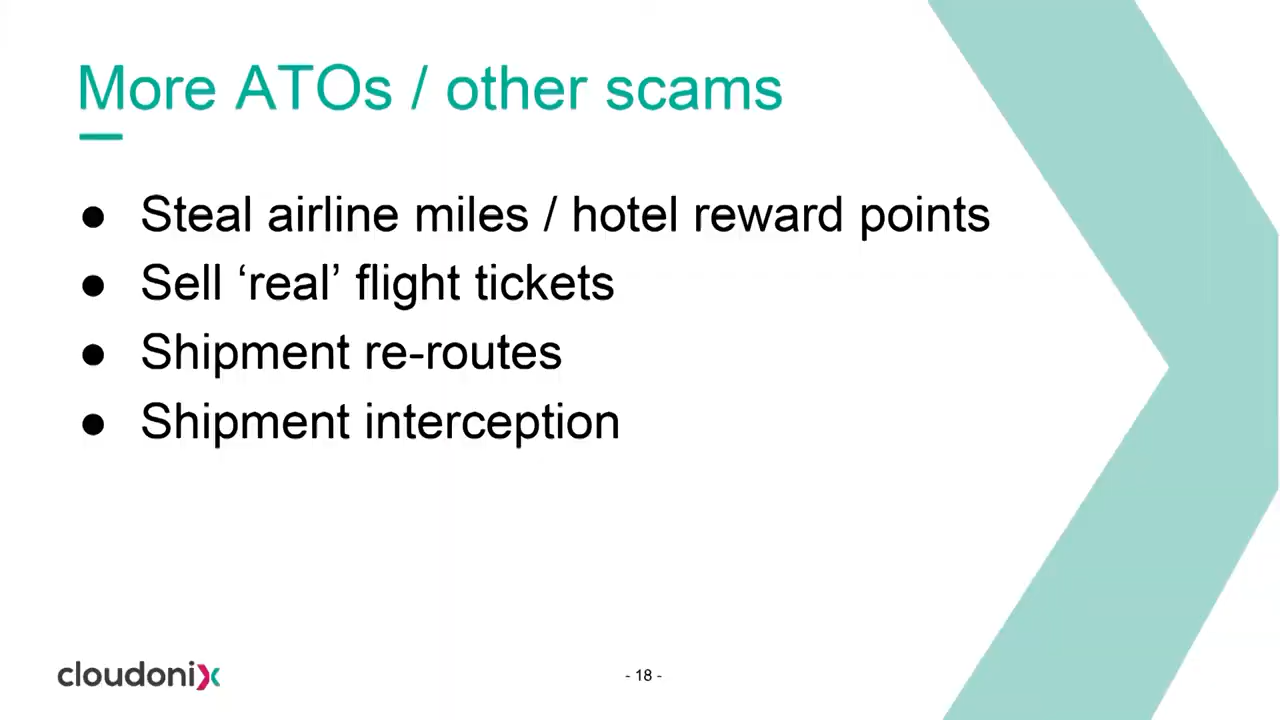 More ATOs / other scams
● Steal airline miles / hotel reward points
● Sell ‘real’ flight tickets
● Shipment re-routes
● Shipment interception
cloudonix
- 18 -